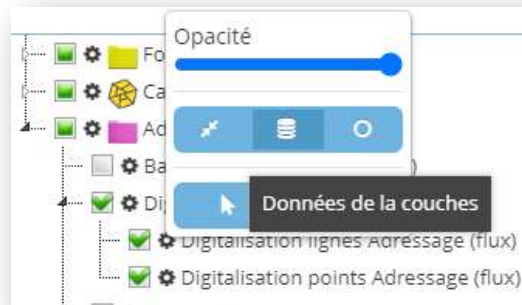 Opacité
Fo
Ca
Ad
Ba
)
Di
Données de la couches
Digitalisation lignes Adressage (flux)
Digitalisation points Adressage (flux)